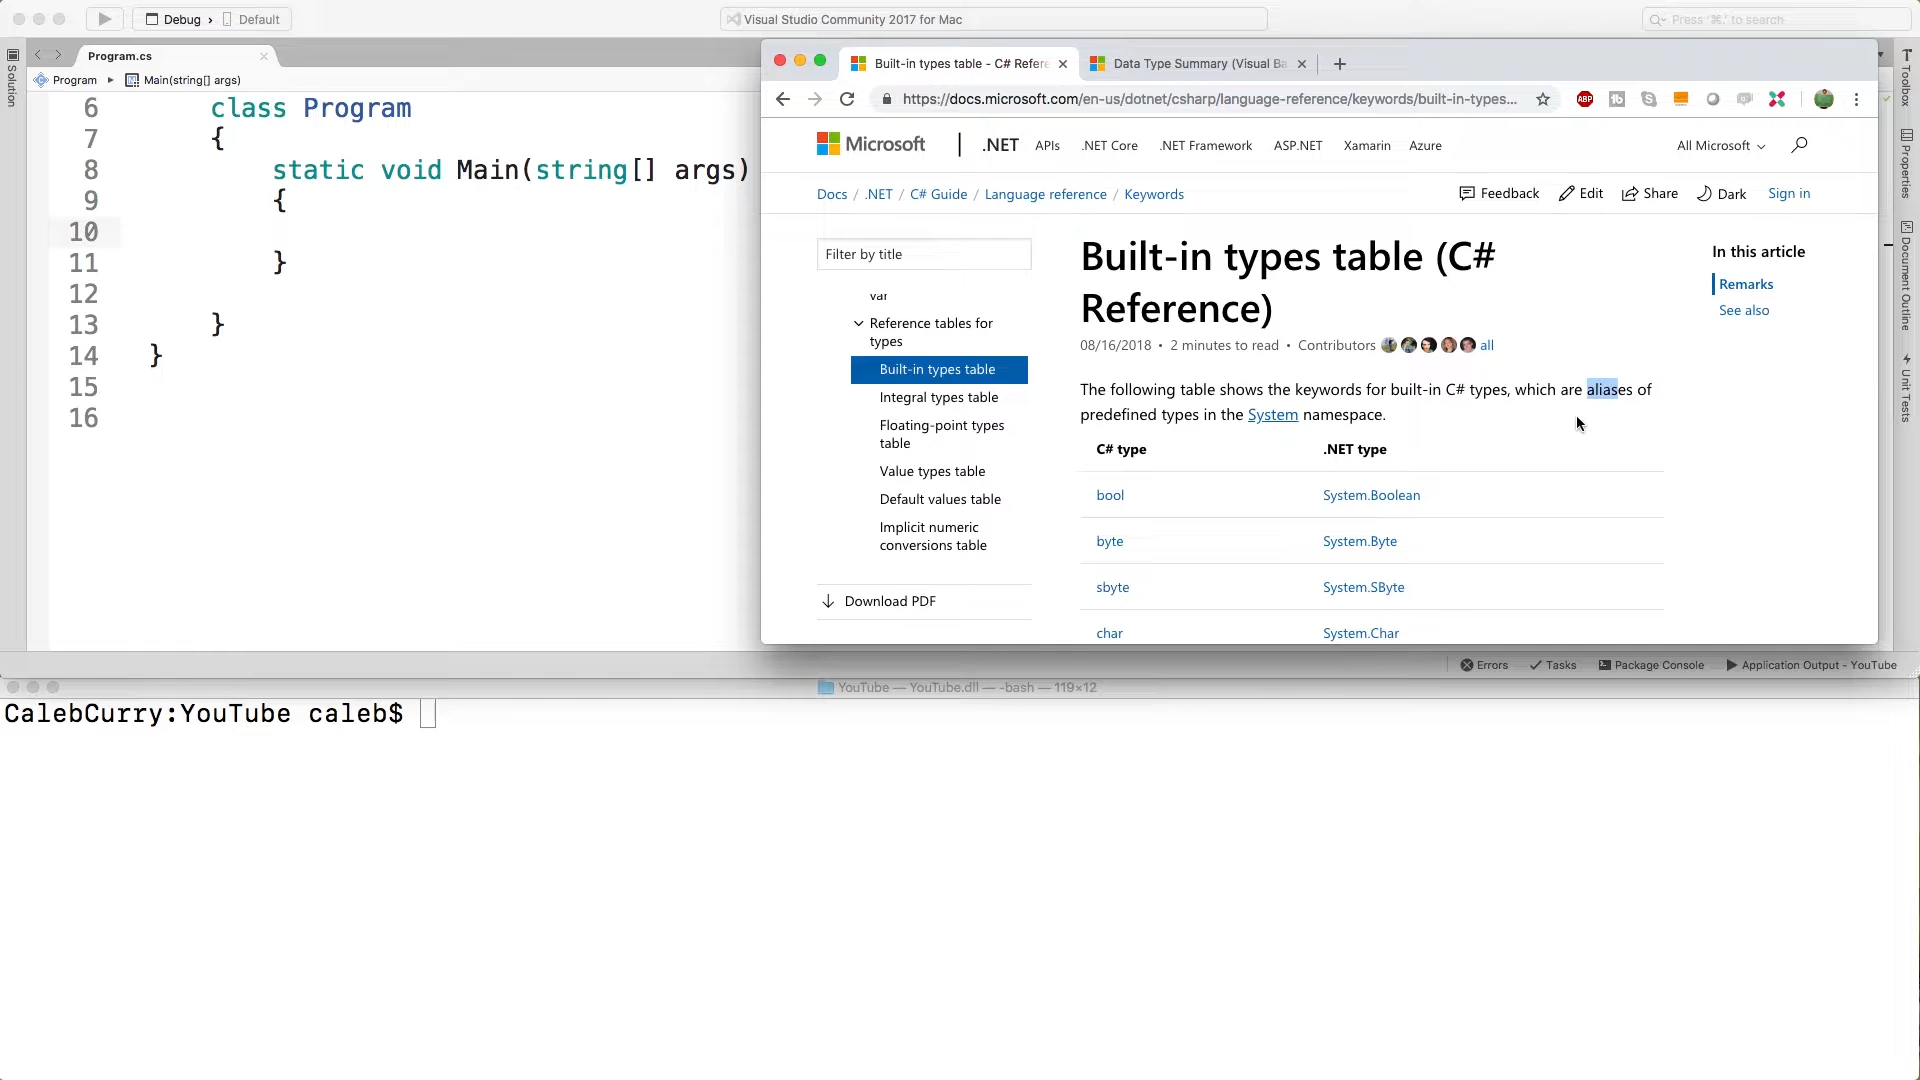 Debug › Default
Visual Studio Community 2017 for Mac
Press '⌘.' to search
Solution
Program.cs
Program ▸ Main(string[] args)
6 class Program
7 {
8 static void Main(string[] args)
9 {
10
11 }
12
13 }
14 }
15
16
Built-in types table - C# Refere
Data Type Summary (Visual Ba
https://docs.microsoft.com/en-us/dotnet/csharp/language-reference/keywords/built-in-types...
ABP
Microsoft
.NET APIs .NET Core .NET Framework ASP.NET Xamarin Azure
All Microsoft
Docs / .NET / C# Guide / Language reference / Keywords
Feedback Edit Share Dark Sign in
Filter by title
var
Reference tables for
types
Built-in types table
Integral types table
Floating-point types
table
Value types table
Default values table
Implicit numeric
conversions table
Download PDF
Built-in types table (C#
Reference)
08/16/2018 • 2 minutes to read • Contributors all
The following table shows the keywords for built-in C# types, which are aliases of
predefined types in the System namespace.
C# type .NET type
bool System.Boolean
byte System.Byte
sbyte System.SByte
char System.Char
In this article
Remarks
See also
Toolbox
Properties
Document Outline
Unit Tests
Errors Tasks Package Console Application Output - YouTube
YouTube — YouTube.dll — -bash — 119×12
CalebCurry:YouTube caleb$